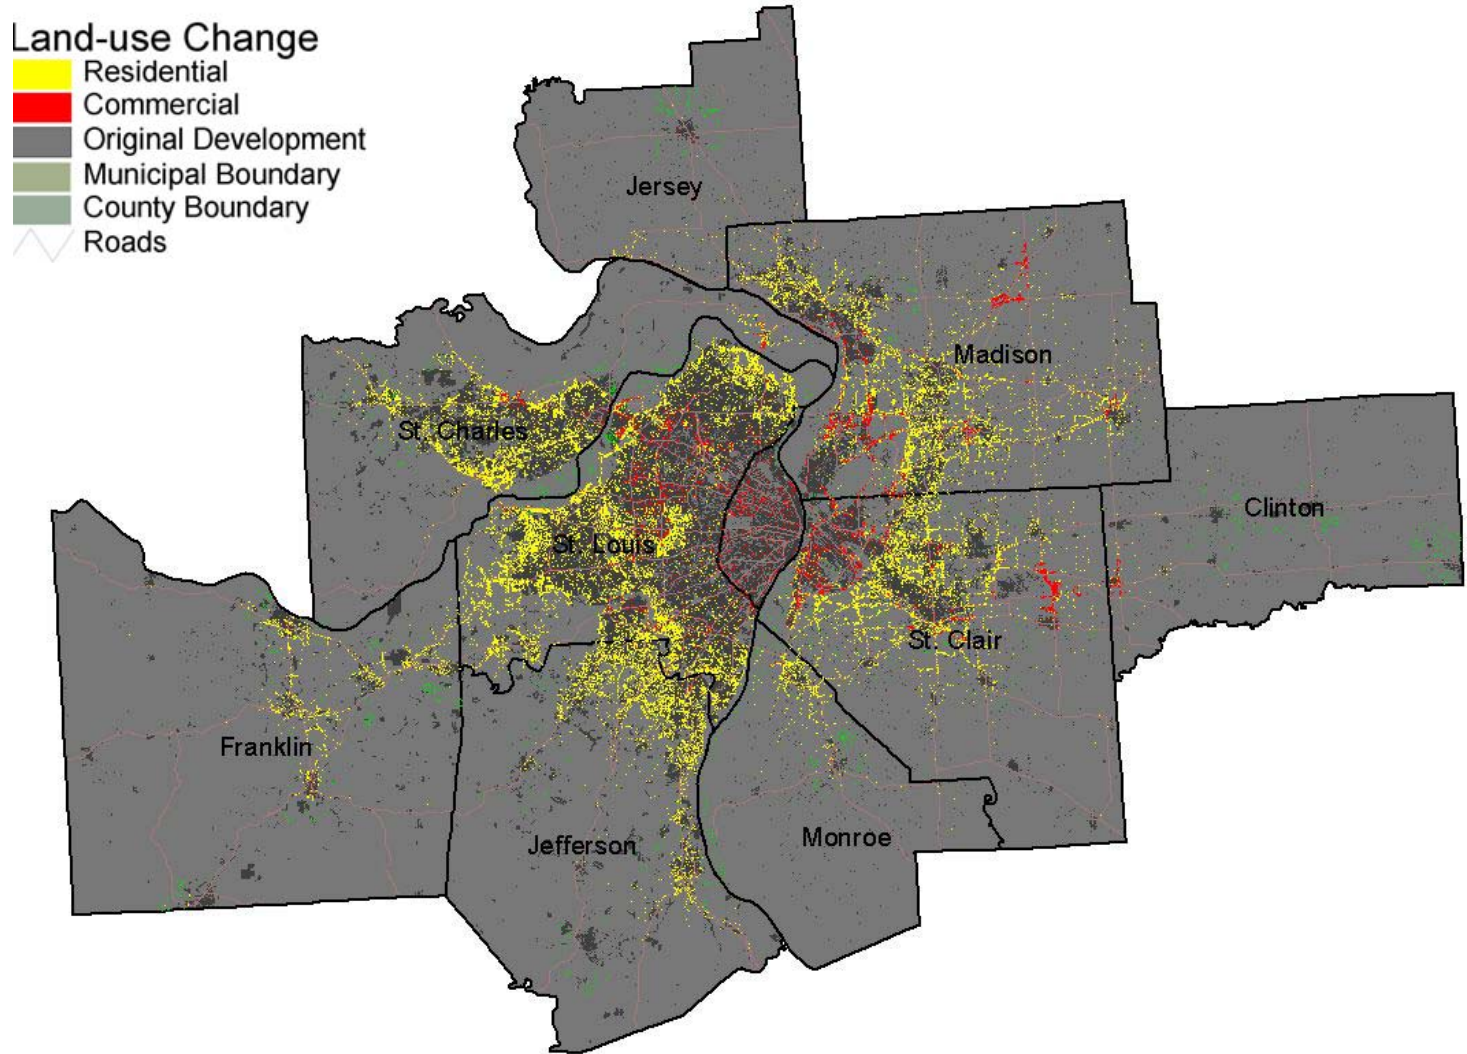 Land-use Change
Residential
Commercial
Original Development
Municipal Boundary
County Boundary
Roads
Jersey
Madison
St. Charles
Clinton
St. Louis
St. Clair
Franklin
Jefferson
Monroe